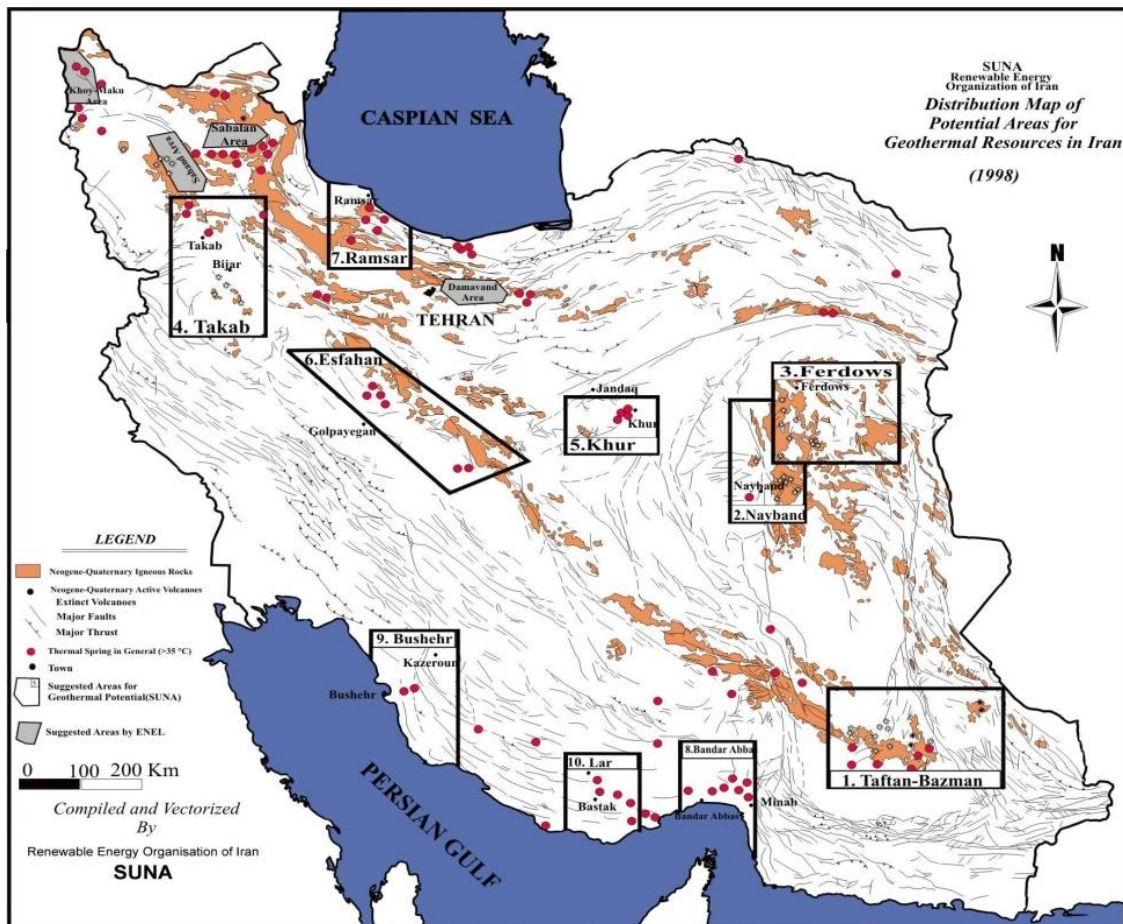 SUNA
Renewable Energy
Organization of Iran
Distribution Map of
Potential Areas for
Geothermal Resources in Iran
(1998)
N
CASPIAN SEA
Khoy-Maku
Area
Sabalan
Area
Sahand Area
Ramsar
7.Ramsar
Takab
Bijar
4. Takab
Damavand
Area
TEHRAN
6.Esfahan
Golpayegan
Jandaq
Khur
5.Khur
3.Ferdows
Ferdows
Nayband
2.Nayband
LEGEND
Neogene-Quaternary Igneous Rocks
Neogene-Quaternary Active Volcanoes
Extinct Volcanoes
Major Faults
Major Thrust
Thermal Spring in General (>35 °C)
Town
Suggested Areas for
Geothermal Potential(SUNA)
Suggested Areas by ENEL
0 100 200 Km
Compiled and Vectorized
By
Renewable Energy Organisation of Iran
SUNA
9. Bushehr
Kazeroun
Bushehr
PERSIAN GULF
10. Lar
Bastak
8.Bandar Abba
Bandar Abbas
Minab
1. Taftan-Bazman